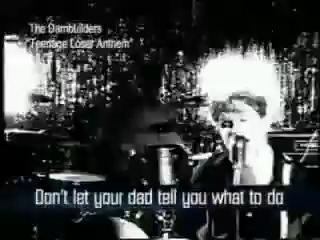 The Dambuilders
Teenage Loser Anthem
Don't let your dad tell you what to do